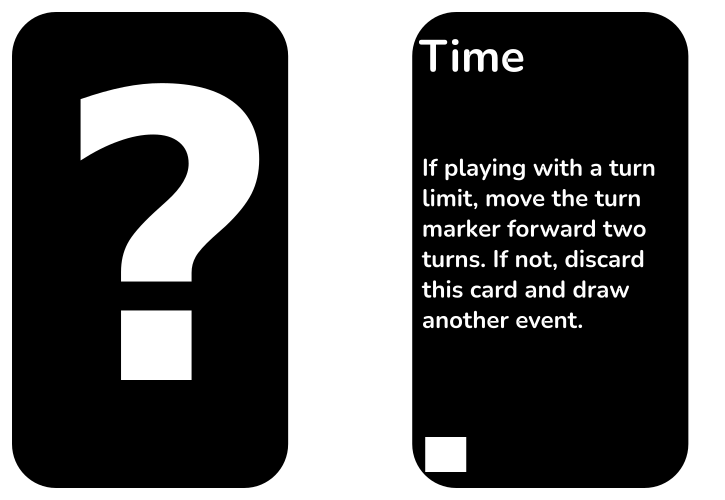 ?
Time
If playing with a turn
limit, move the turn
marker forward two
turns. If not, discard
this card and draw
another event.